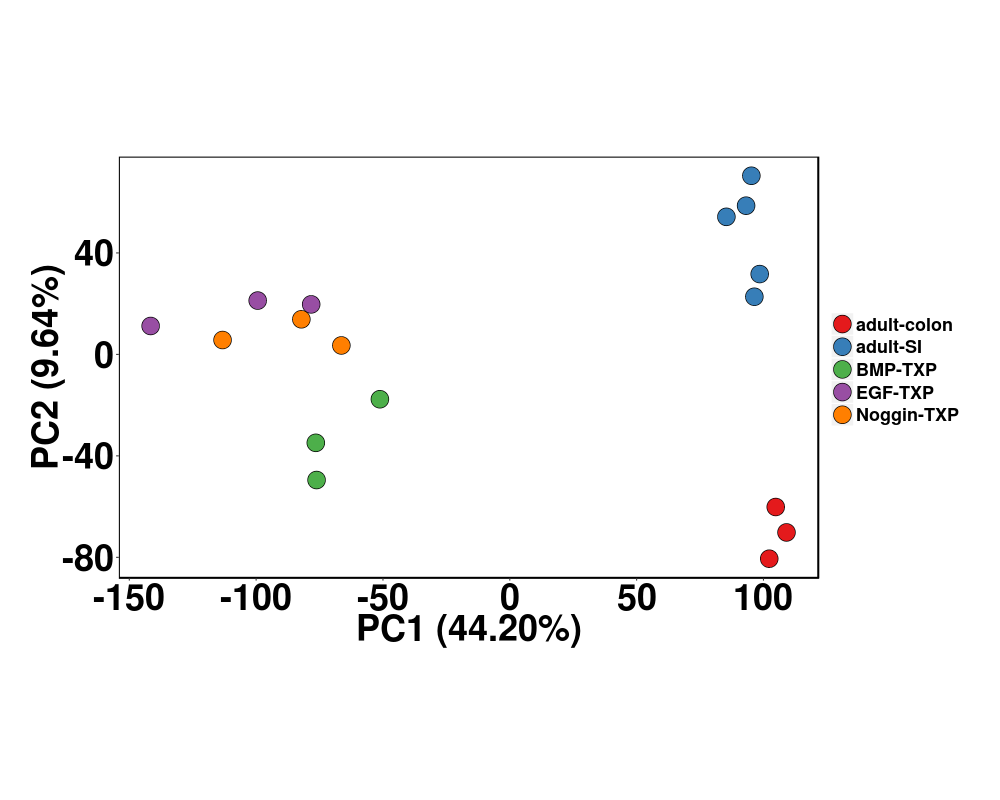 40
0
-40
-80
PC2 (9.64%)
-150 -100 -50 0 50 100
PC1 (44.20%)
adult-colon
adult-SI
BMP-TXP
EGF-TXP
Noggin-TXP